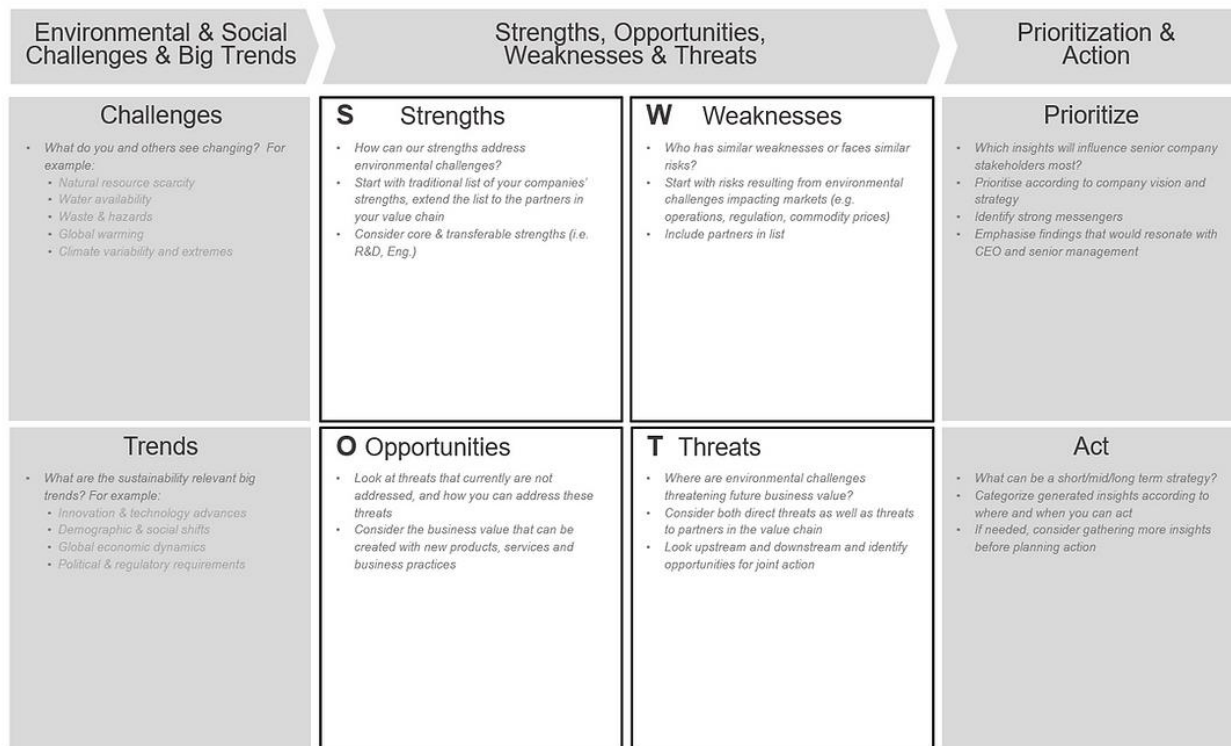 Environmental & Social
Challenges & Big Trends
Strengths, Opportunities,
Weaknesses & Threats
Prioritization &
Action
Challenges
• What do you and others see changing? For
example:
• Natural resource scarcity
• Water availability
• Waste & hazards
• Global warming
• Climate variability and extremes
S Strengths
• How can our strengths address
environmental challenges?
• Start with traditional list of your companies'
strengths, extend the list to the partners in
your value chain
• Consider core & transferable strengths (i.e.
R&D, Eng.)
W Weaknesses
• Who has similar weaknesses or faces similar
risks?
• Start with risks resulting from environmental
challenges impacting markets (e.g.
operations, regulation, commodity prices)
• Include partners in list
Prioritize
• Which insights will influence senior company
stakeholders most?
• Prioritise according to company vision and
strategy
• Identify strong messengers
• Emphasise findings that would resonate with
CEO and senior management
Trends
• What are the sustainability relevant big
trends? For example:
• Innovation & technology advances
• Demographic & social shifts
• Global economic dynamics
• Political & regulatory requirements
O Opportunities
• Look at threats that currently are not
addressed, and how you can address these
threats
• Consider the business value that can be
created with new products, services and
business practices
T Threats
• Where are environmental challenges
threatening future business value?
• Consider both direct threats as well as threats
to partners in the value chain
• Look upstream and downstream and identify
opportunities for joint action
Act
• What can be a short/mid/long term strategy?
• Categorize generated insights according to
where and when you can act
• If needed, consider gathering more insights
before planning action